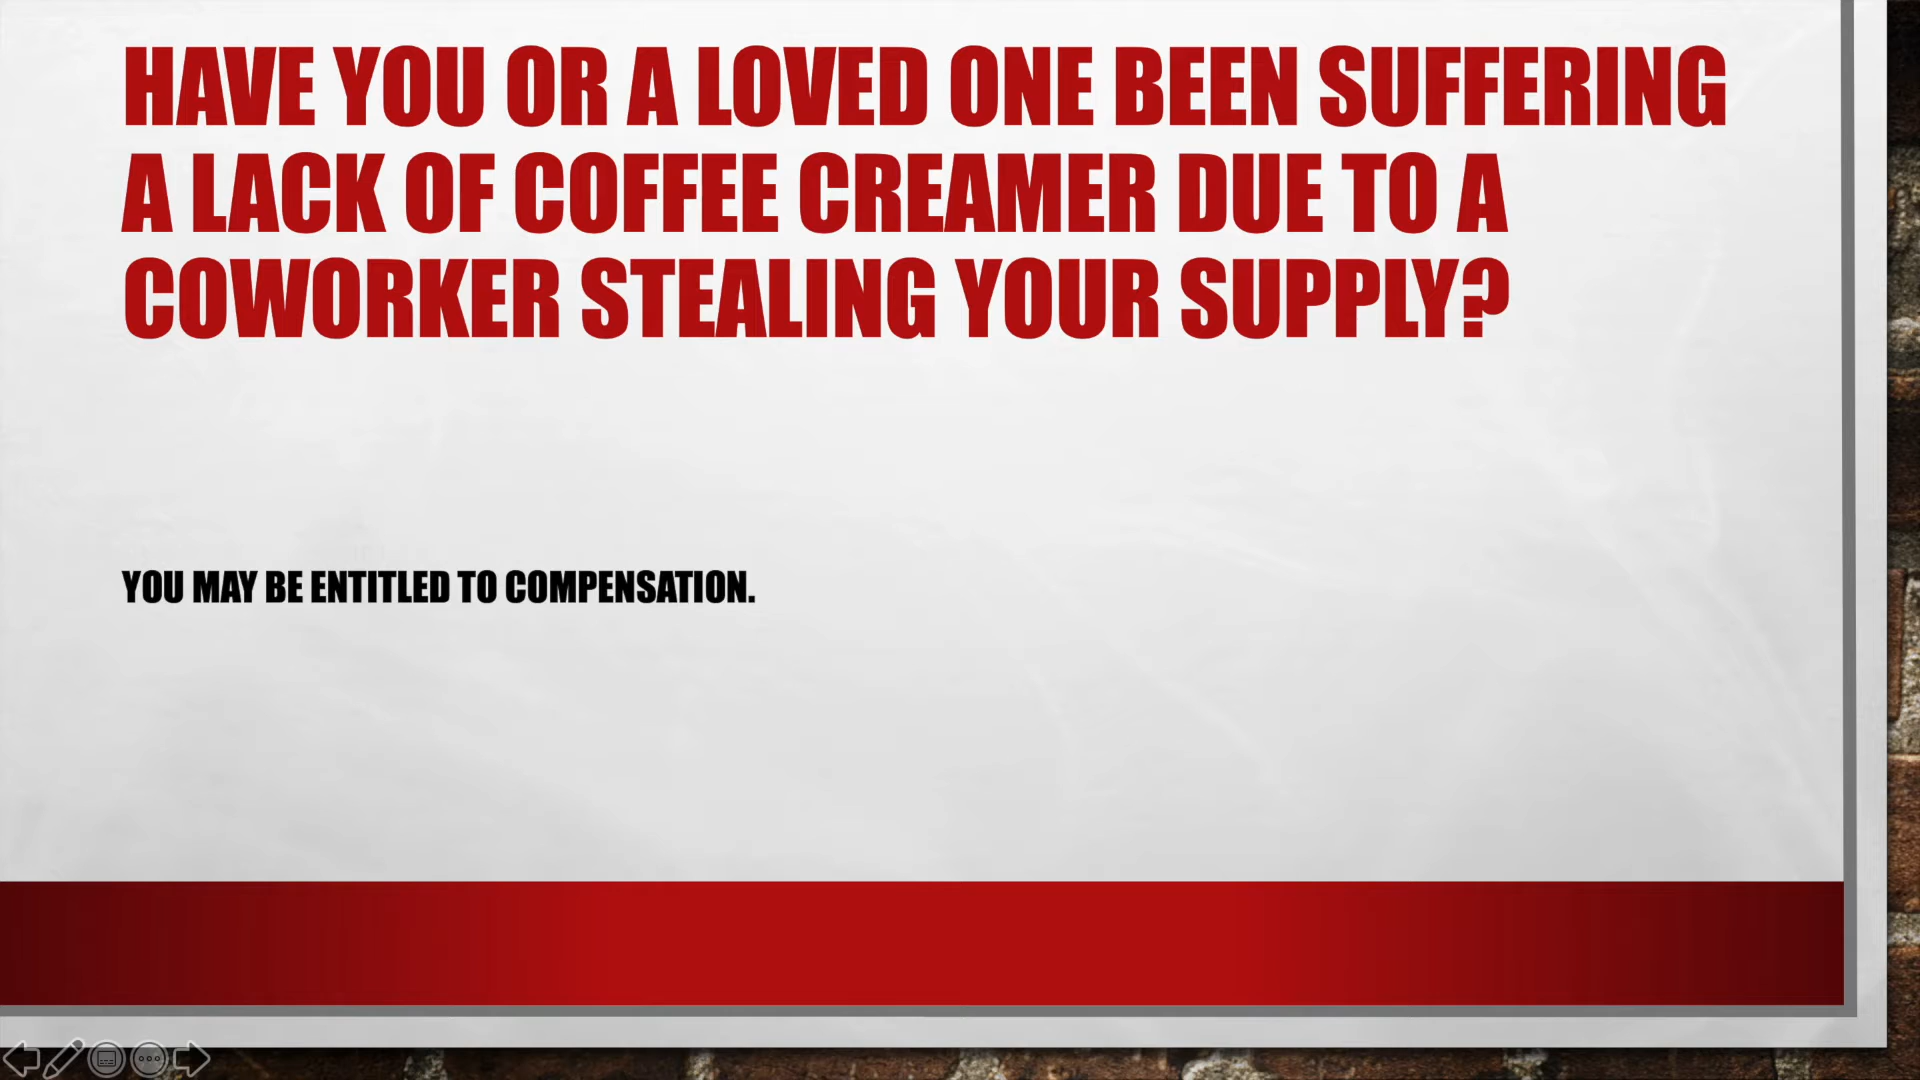 HAVE YOU OR A LOVED ONE BEEN SUFFERING
A LACK OF COFFEE CREAMER DUE TO A
COWORKER STEALING YOUR SUPPLY?
YOU MAY BE ENTITLED TO COMPENSATION.